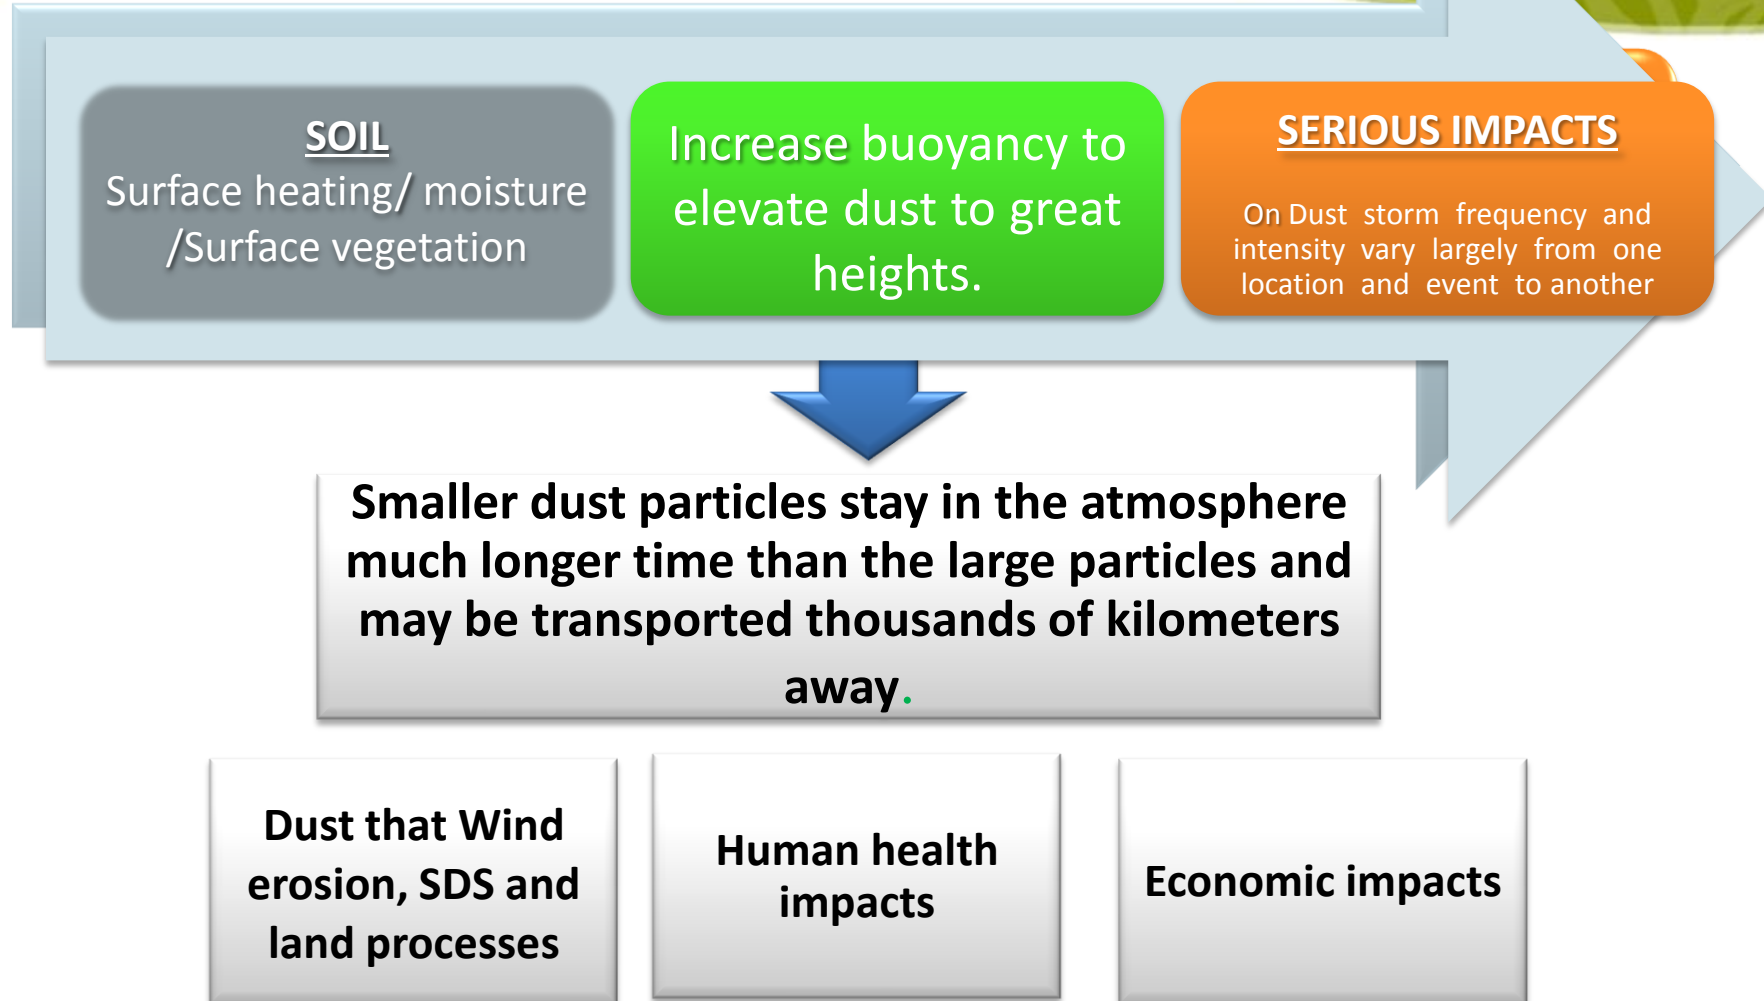 SOIL
Surface heating/ moisture
/Surface vegetation
Increase buoyancy to
elevate dust to great
heights.
SERIOUS IMPACTS
On Dust storm frequency and
intensity vary largely from one
location and event to another
Smaller dust particles stay in the atmosphere
much longer time than the large particles and
may be transported thousands of kilometers
away.
Dust that Wind
erosion, SDS and
land processes
Human health
impacts
Economic impacts